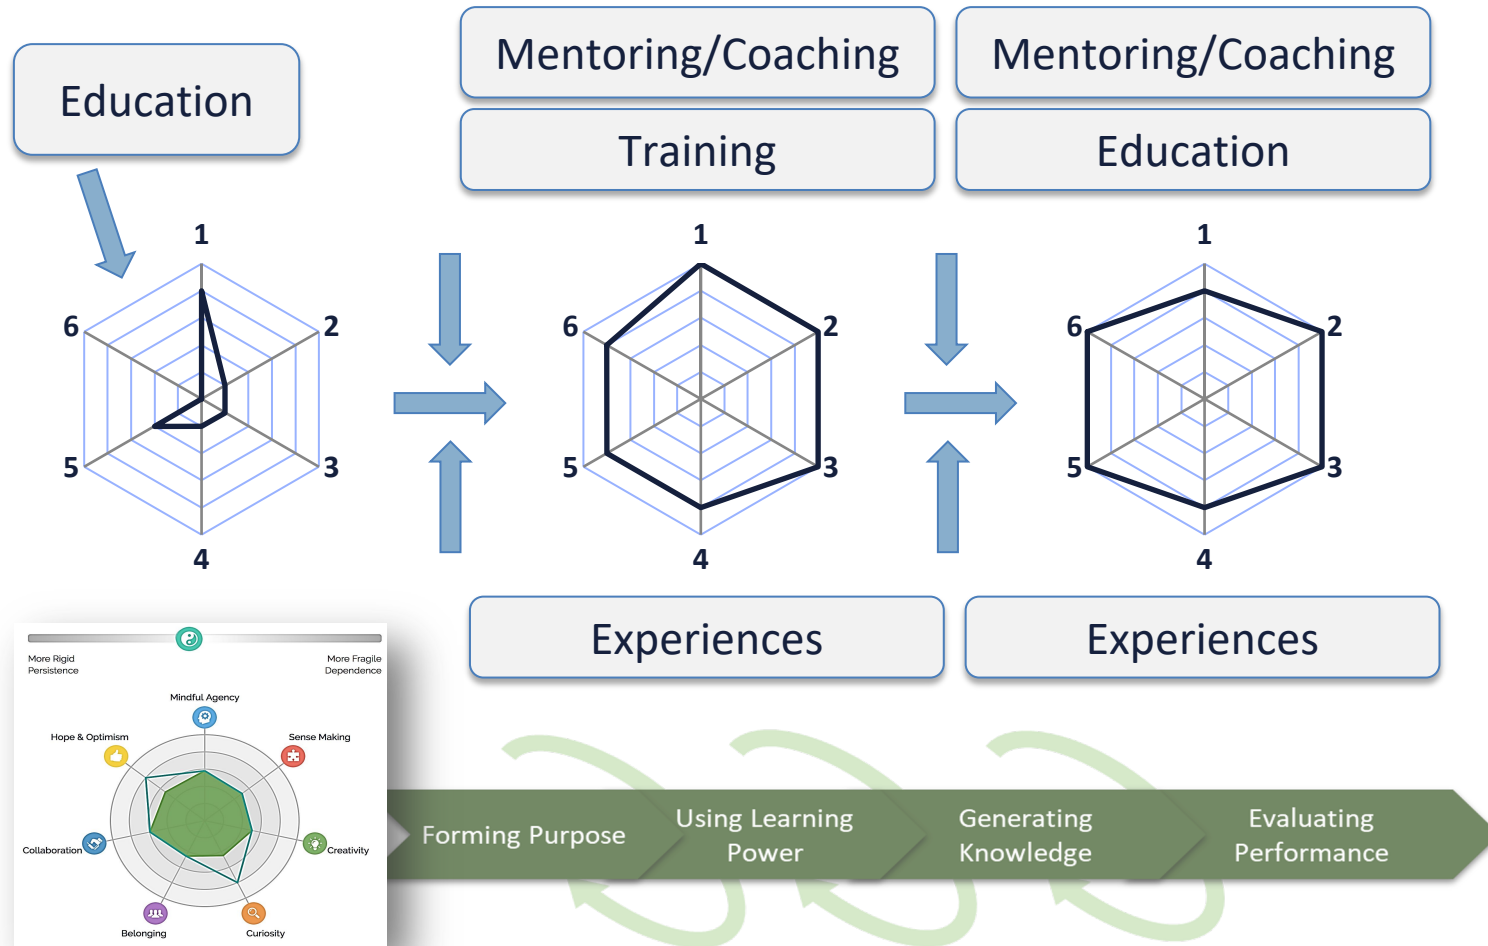 Education
Mentoring/Coaching
Training
Mentoring/Coaching
Education
1
2
3
4
5
6
1
2
3
4
5
6
1
2
3
4
5
6
Experiences
Experiences
More Rigid
Persistence
More Fragile
Dependence
Mindful Agency
Sense Making
Creativity
Curiosity
Belonging
Collaboration
Hope & Optimism
Forming Purpose
Using Learning
Power
Generating
Knowledge
Evaluating
Performance